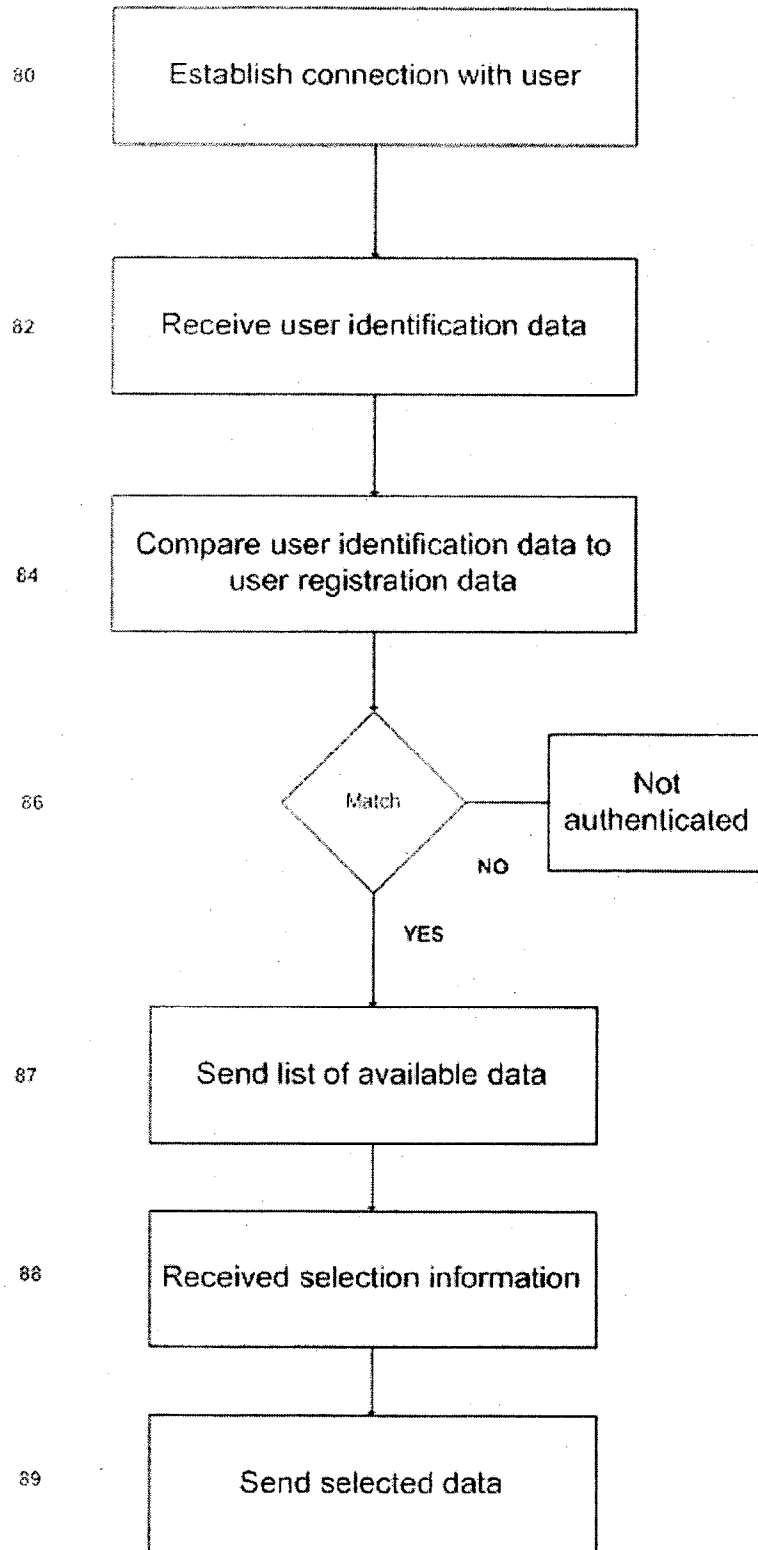 80
Establish connection with user
82
Receive user identification data
Compare user identification data to
84
user registration data
86
Match
Not
authenticated
NO
YES
87
Send list of available data
88
Received selection information
89
Send selected data